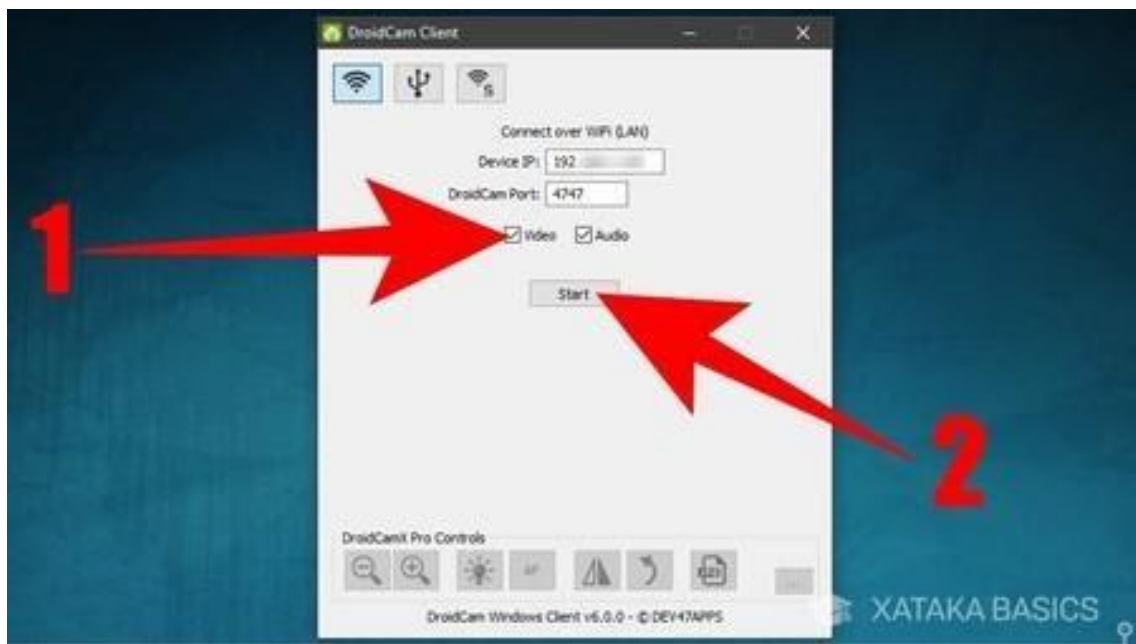 DroidCam Client
S
Connect over WiFi (LAN)
Device IP: 192
DroidCam Port: 4747
Video Audio
1
Start
2
DroidCamX Pro Controls
AF
DroidCam Windows Client v6.0.0 - © DEV47APPS
XATAKA BASICS